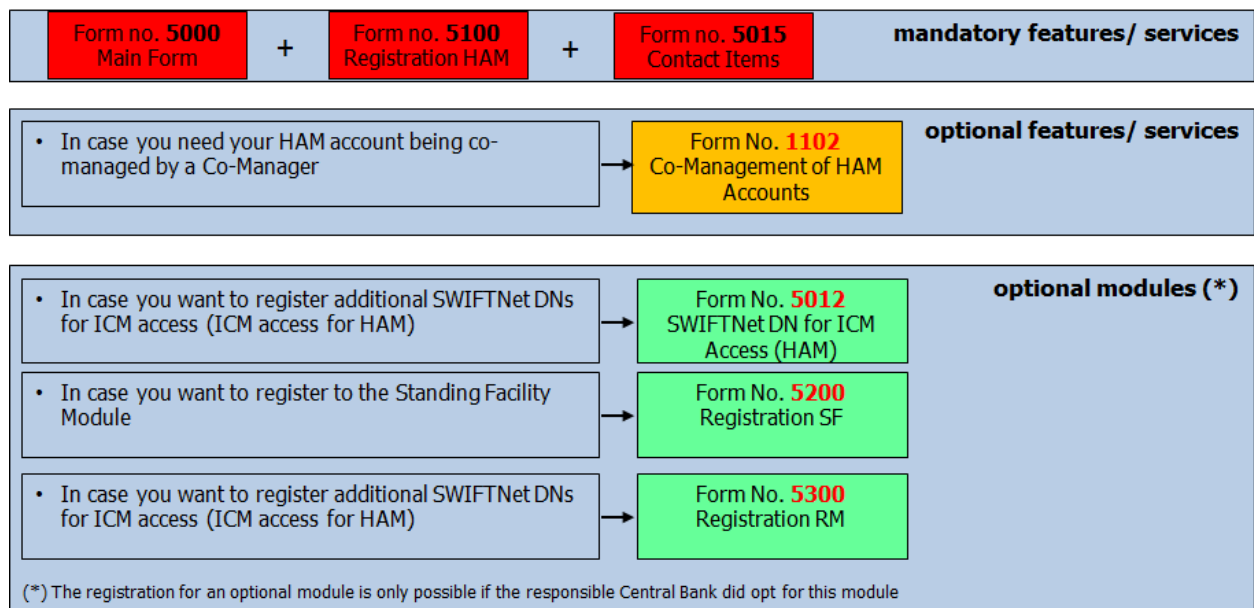 Form no. 5000
Main Form
+
Form no. 5100
Registration HAM
+
Form no. 5015
Contact Items
mandatory features/ services
• In case you need your HAM account being co-
managed by a Co-Manager
Form No. 1102
Co-Management of HAM
Accounts
optional features/ services
• In case you want to register additional SWIFTNet DNs
for ICM access (ICM access for HAM)
Form No. 5012
SWIFTNet DN for ICM
Access (HAM)
optional modules (*)
• In case you want to register to the Standing Facility
Module
Form No. 5200
Registration SF
• In case you want to register additional SWIFTNet DNs
for ICM access (ICM access for HAM)
Form No. 5300
Registration RM
(*) The registration for an optional module is only possible if the responsible Central Bank did opt for this module